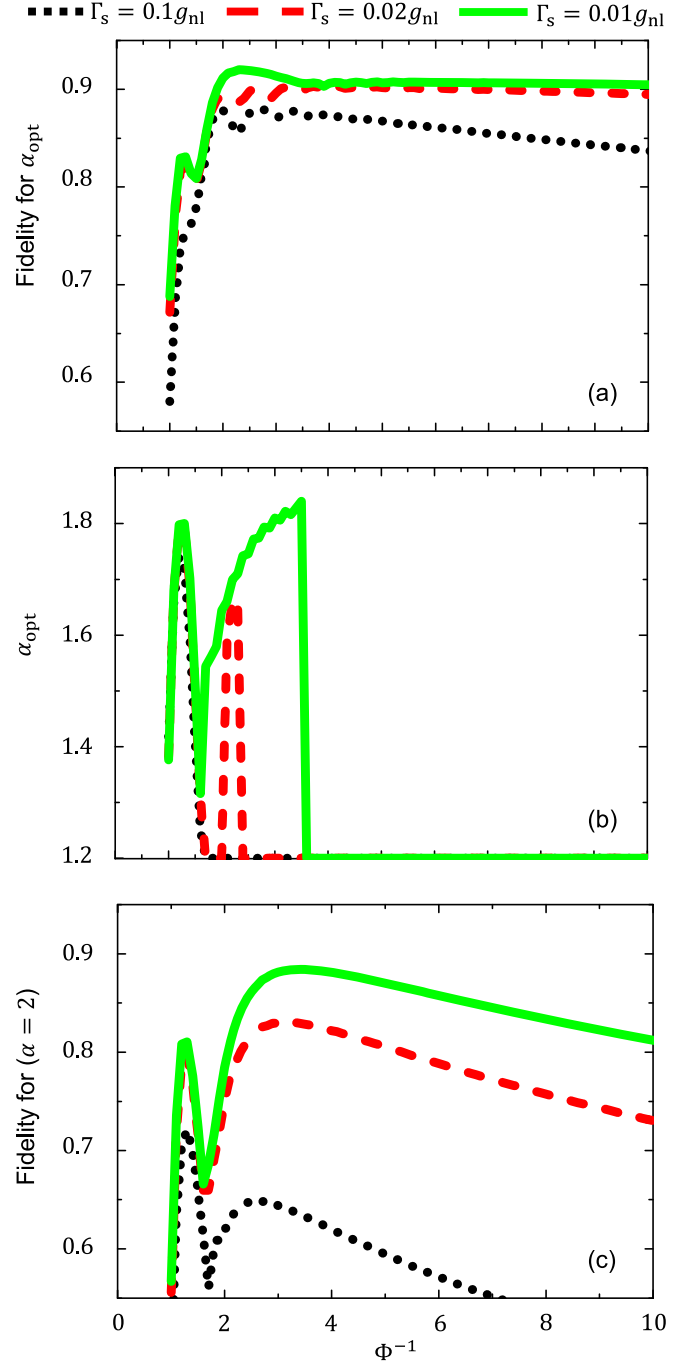 Γs = 0.1gnl Γs = 0.02gnl Γs = 0.01gnl
0.9
0.8
0.7
0.6
Fidelity for αopt
(a)
1.8
1.6
1.4
1.2
αopt
(b)
0.9
0.8
0.7
0.6
Fidelity for (α = 2)
(c)
0 2 4 6 8 10
Φ⁻¹